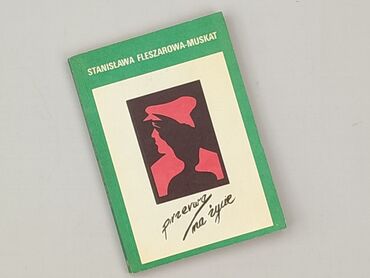 STANISŁAWA FLESZAROWA-MUSKAT
przerwa
na życie